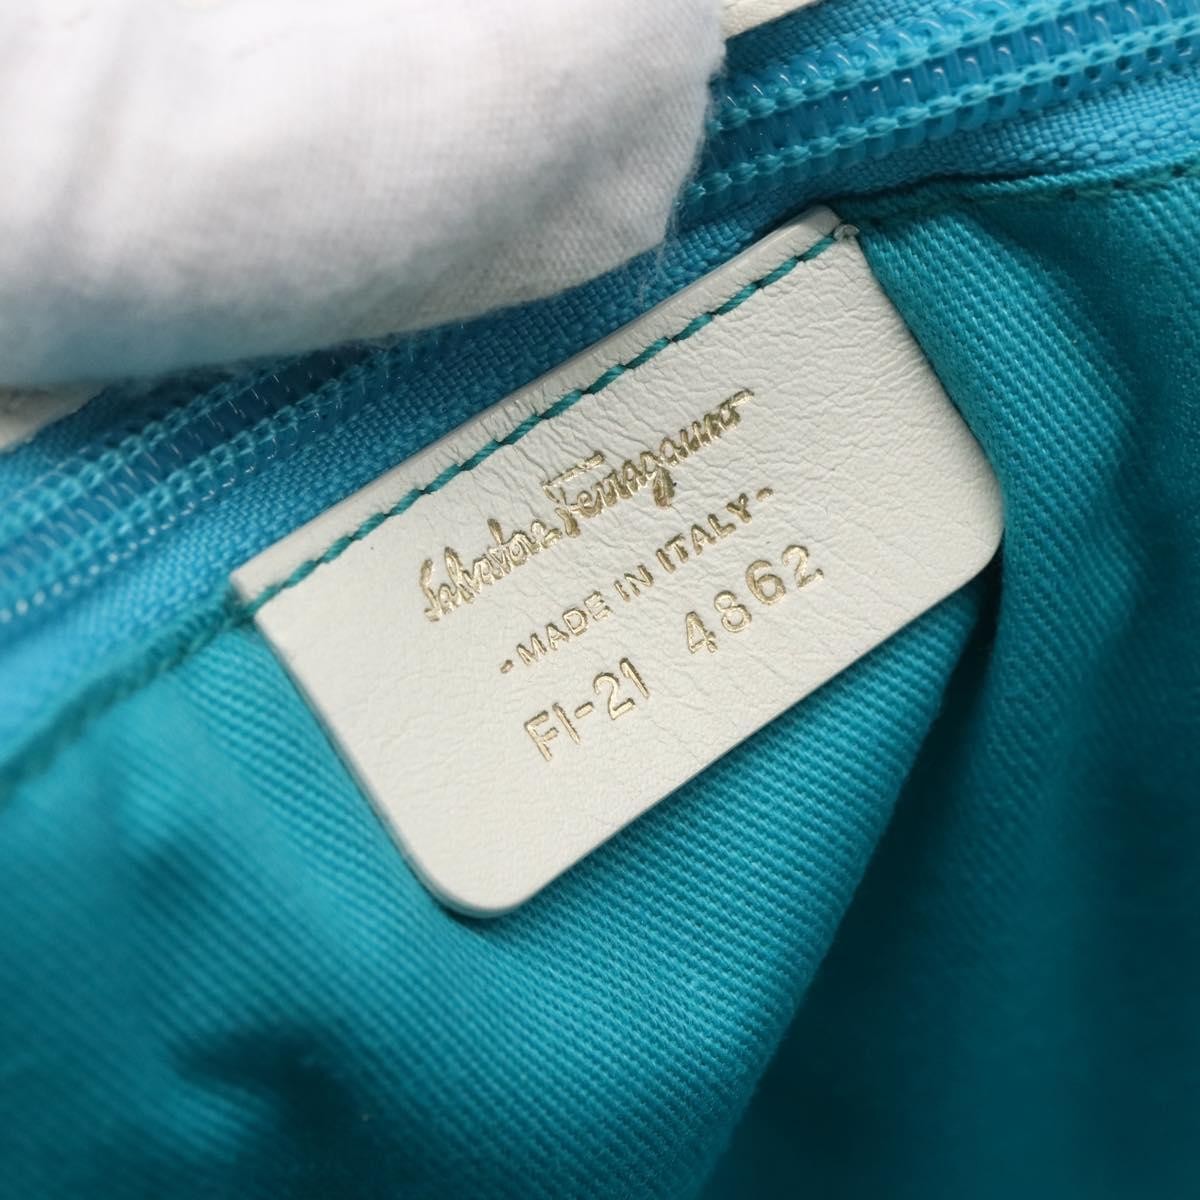 Salvatore Ferragamo
-MADE IN ITALY-
FI-21 4862